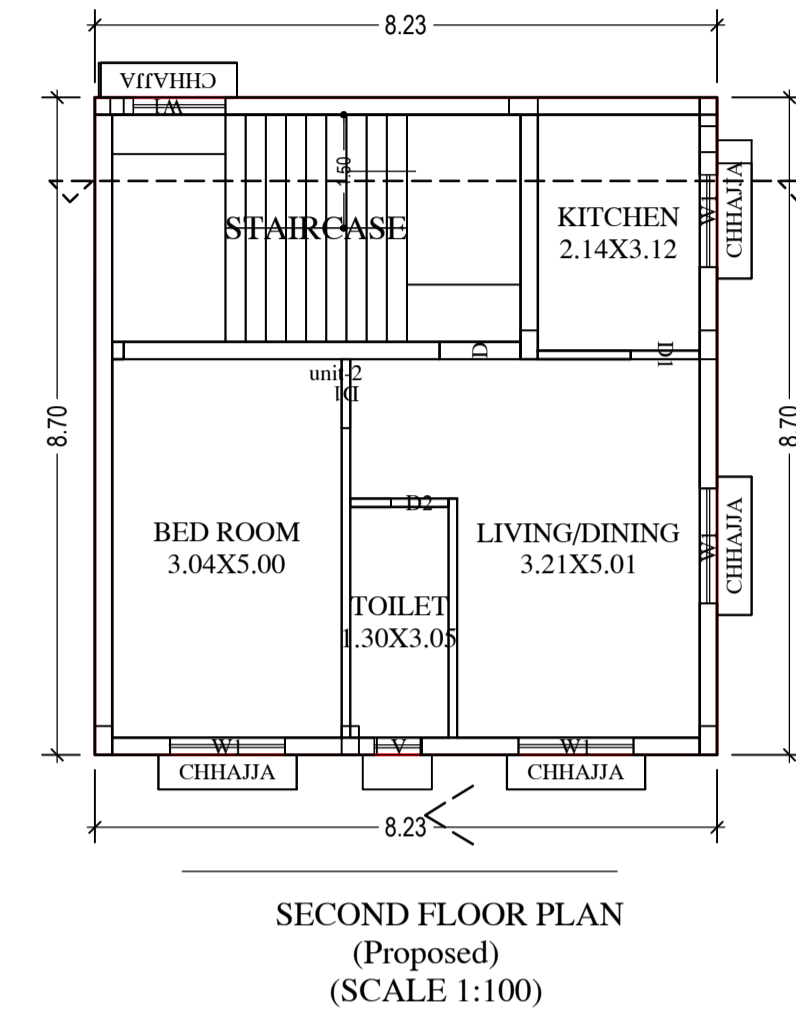 8.23
CHHAJJA
W1
1.50
STAIRCASE
KITCHEN
2.14X3.12
W1
CHHAJJA
D
D1
unit-2
D1
8.70
8.70
BED ROOM
3.04X5.00
D2
LIVING/DINING
3.21X5.01
W1
CHHAJJA
TOILET
1.30X3.05
W1
V
W1
CHHAJJA
CHHAJJA
8.23
SECOND FLOOR PLAN
(Proposed)
(SCALE 1:100)